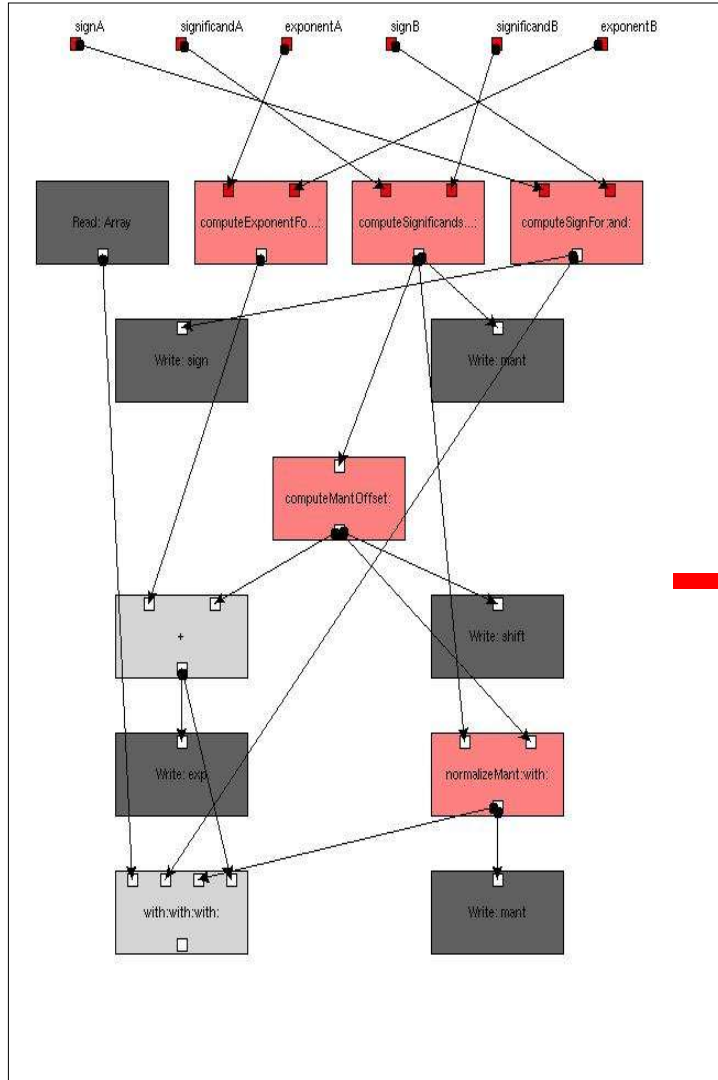 signA
significandA
exponentA
signB
significandB
exponentB
Read: Array
computeExponentFo...:
computeSignificands...:
computeSignFor:and:
Write: sign
Write: mant
computeMantOffset:
+
Write: shift
Write: exp
normalizeMant:with:
with:with:with:
Write: mant